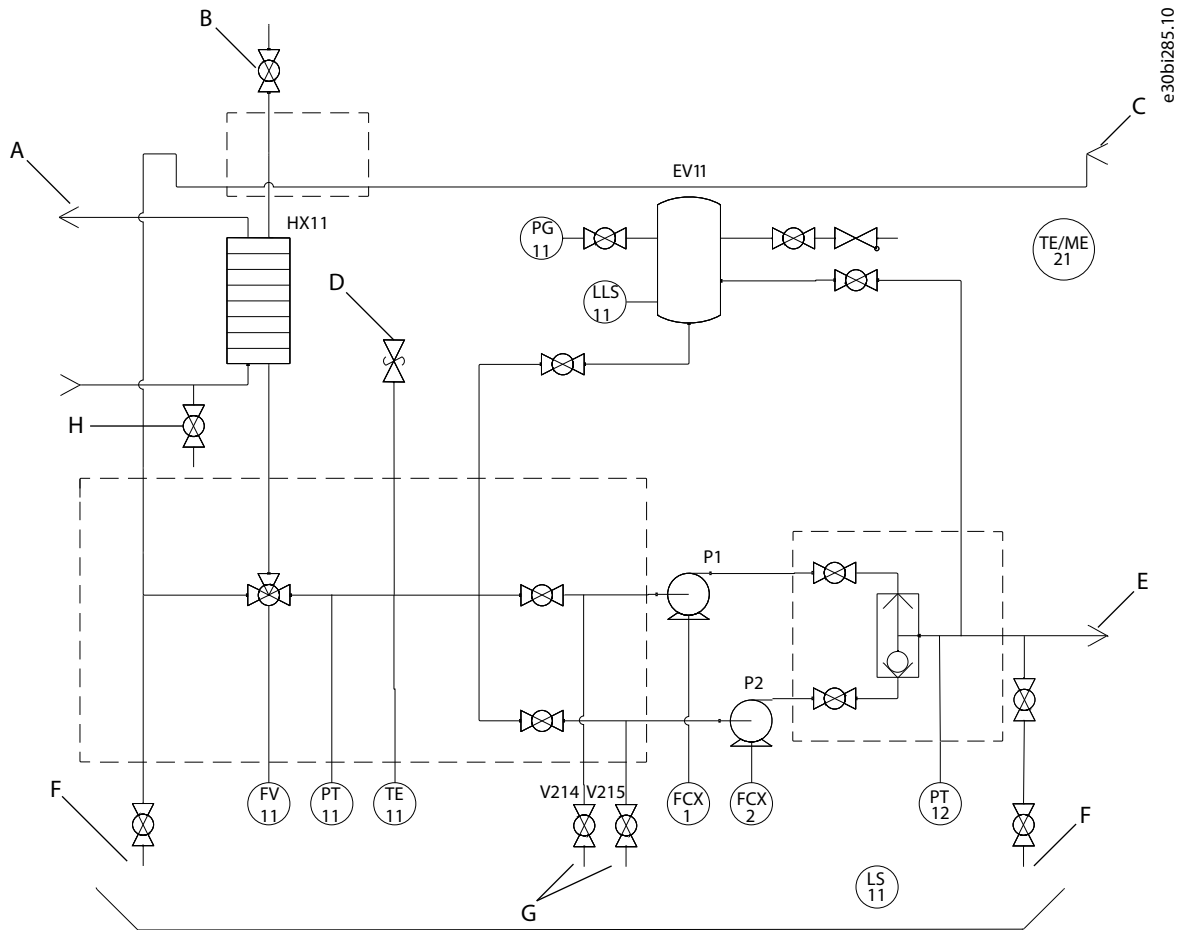 B
e30bi285.10
C
A
EV11
HX11
PG
11
TE/ME
21
D
LLS
11
H
P1
E
P2
F
FV
11
PT
11
TE
11
V214
V215
FCX
1
FCX
2
PT
12
F
LS
11
G